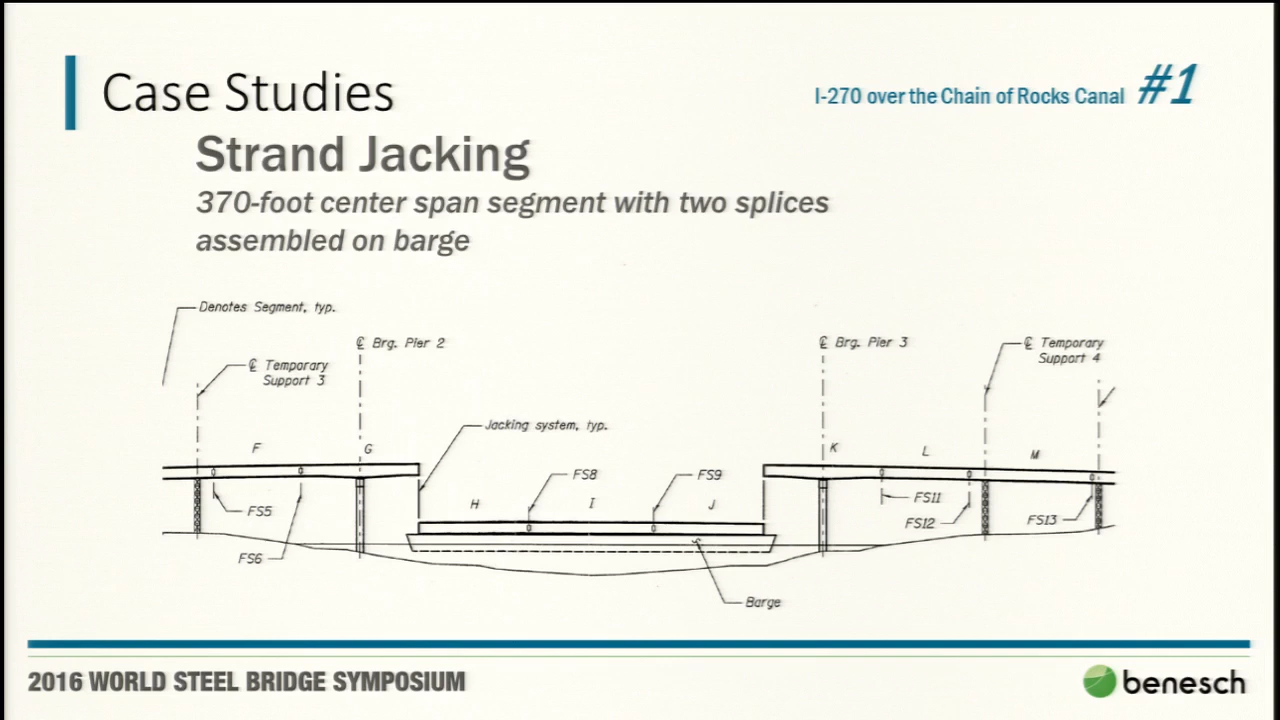 Case Studies
I-270 over the Chain of Rocks Canal #1
Strand Jacking
370-foot center span segment with two splices
assembled on barge
Denotes Segment, typ.
℄ Brg. Pier 2
℄ Brg. Pier 3
℄ Temporary
Support 4
℄ Temporary
Support 3
Jacking system, typ.
F
G
K
L
M
FS8
FS9
H
I
J
FS5
FS11
FS12
FS13
FS6
Barge
2016 WORLD STEEL BRIDGE SYMPOSIUM
benesch